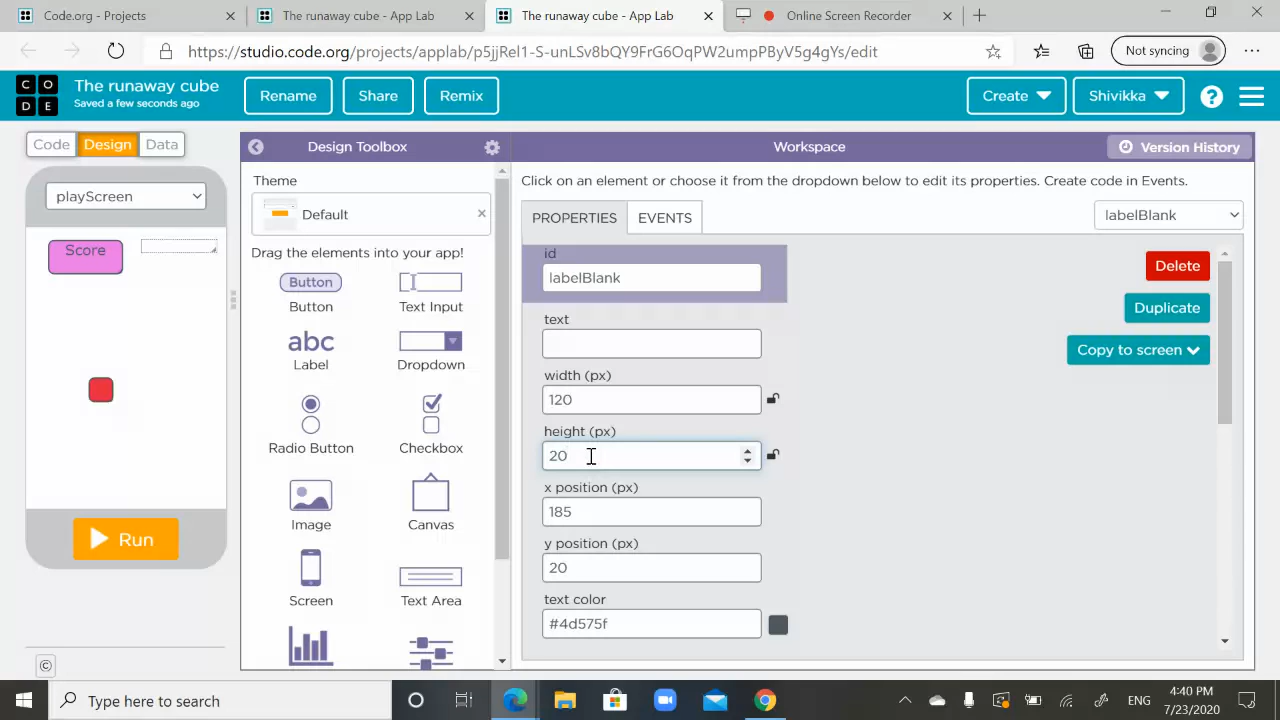 Code.org - Projects
The runaway cube - App Lab
The runaway cube - App Lab
Online Screen Recorder
https://studio.code.org/projects/applab/p5jjRel1-S-unLSv8bQY9FrG6OqPW2umpPByV5g4gYs/edit
Not syncing
C O
D E
The runaway cube
Saved a few seconds ago
Rename
Share
Remix
Create
Shivikka
?
Code
Design
Data
Design Toolbox
Workspace
Version History
playScreen
Score
Run
Theme
Default
Drag the elements into your app!
Button
Button
Text Input
abc
Label
Dropdown
Radio Button
Checkbox
Image
Canvas
Screen
Text Area
Click on an element or choose it from the dropdown below to edit its properties. Create code in Events.
PROPERTIES
EVENTS
labelBlank
id
labelBlank
Delete
Duplicate
Copy to screen
text
width (px)
120
height (px)
20
x position (px)
185
y position (px)
20
text color
#4d575f
©
Type here to search
ENG
4:40 PM
7/23/2020